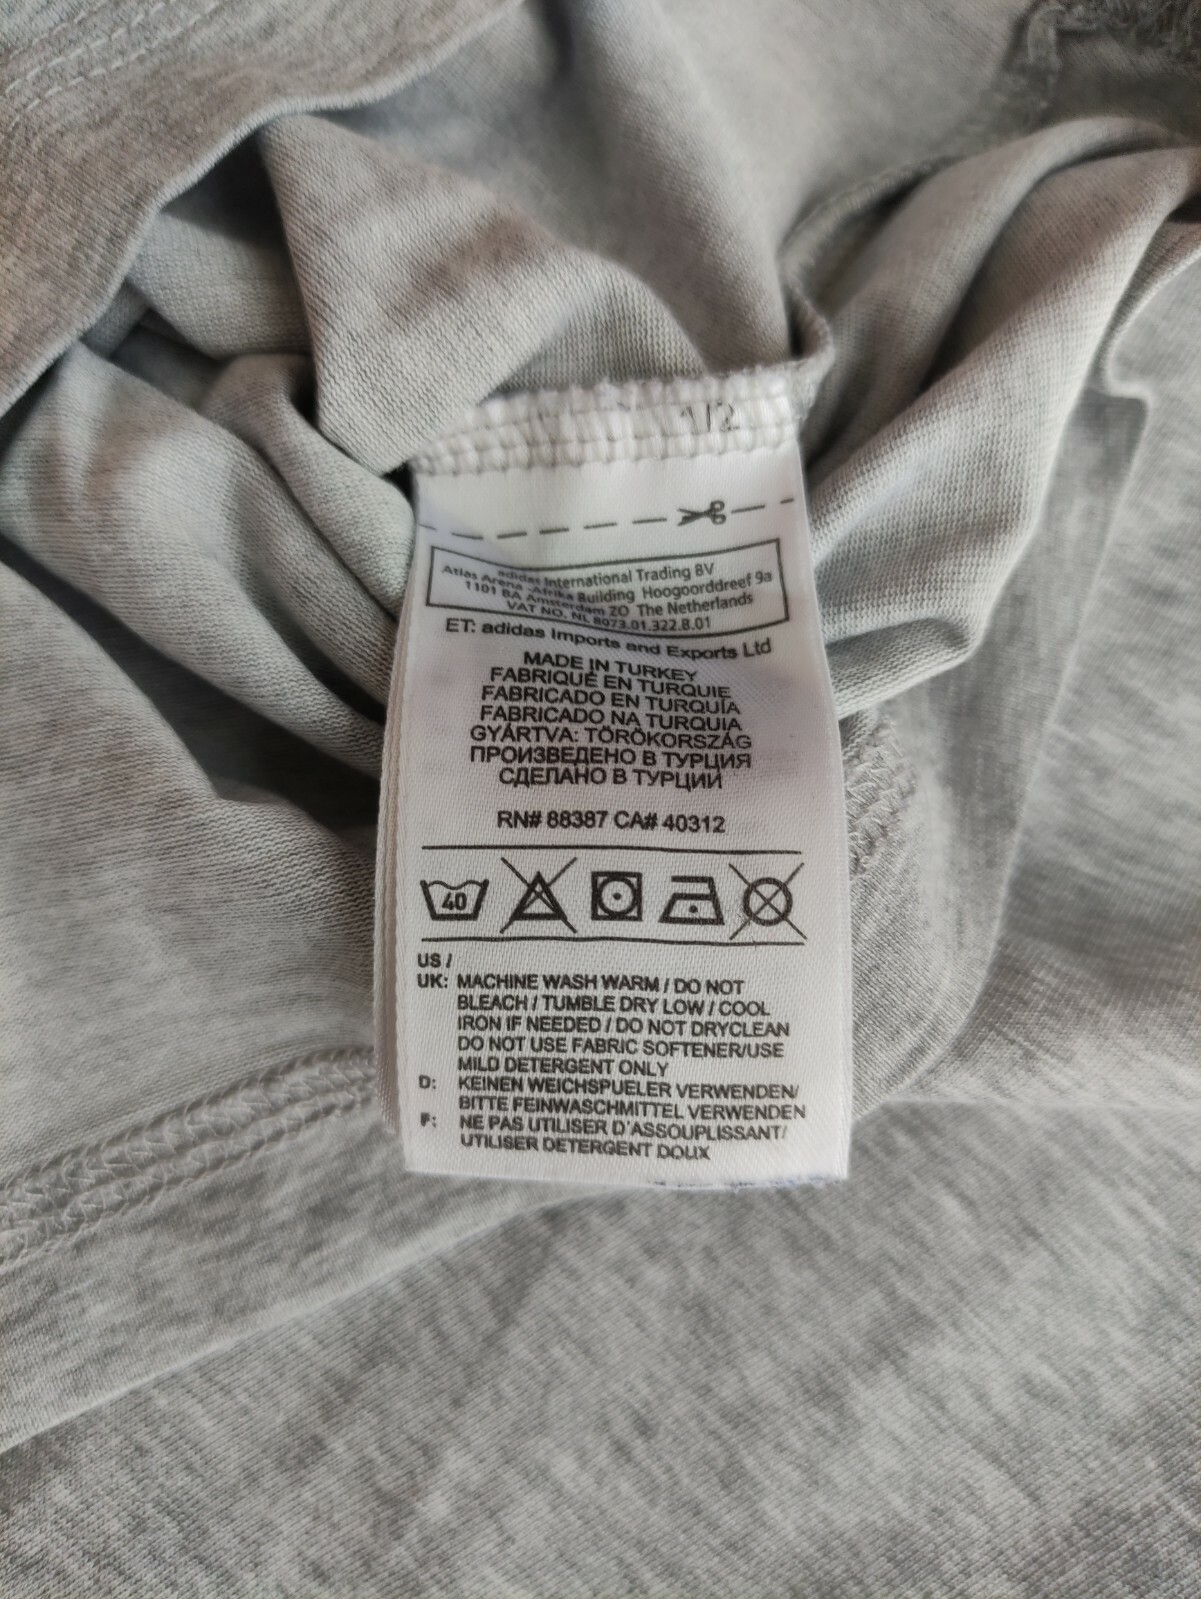 1/2
adidas International Trading BV
Atlas Arena -Afrika Building Hoogoorddreef 9a
1101 BA Amsterdam ZO The Netherlands
VAT NO. NL 8073.01.322.B.01
ET: adidas Imports and Exports Ltd
MADE IN TURKEY
FABRIQUÉ EN TURQUIE
FABRICADO EN TURQUÍA
FABRICADO NA TURQUIA
GYÁRTVA: TÖRÖKORSZÁG
ПРОИЗВЕДЕНО В ТУРЦИЯ
СДЕЛАНО В ТУРЦИИ
RN# 88387 CA# 40312
40
US /
UK: MACHINE WASH WARM / DO NOT
BLEACH / TUMBLE DRY LOW / COOL
IRON IF NEEDED / DO NOT DRYCLEAN
DO NOT USE FABRIC SOFTENER/USE
MILD DETERGENT ONLY
D: KEINEN WEICHSPUELER VERWENDEN/
BITTE FEINWASCHMITTEL VERWENDEN
F: NE PAS UTILISER D'ASSOUPLISSANT/
UTILISER DETERGENT DOUX